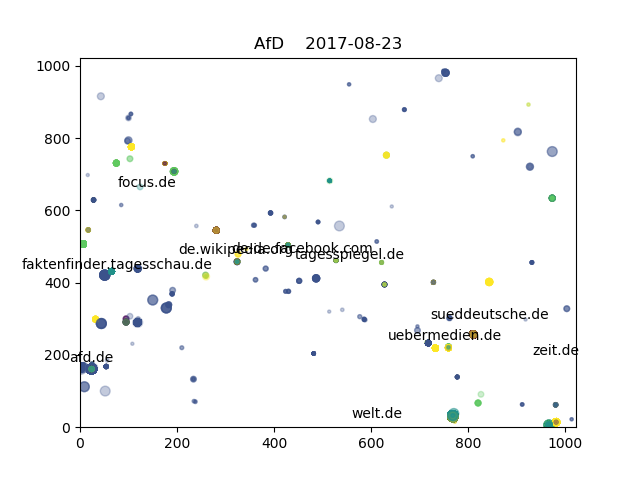 AfD    2017-08-23
1000
800
focus.de
600
de.wikipedia.org
de-de.facebook.com
tagesspiegel.de
faktenfinder.tagesschau.de
400
sueddeutsche.de
uebermedien.de
zeit.de
200
afd.de
welt.de
0
0 200 400 600 800 1000